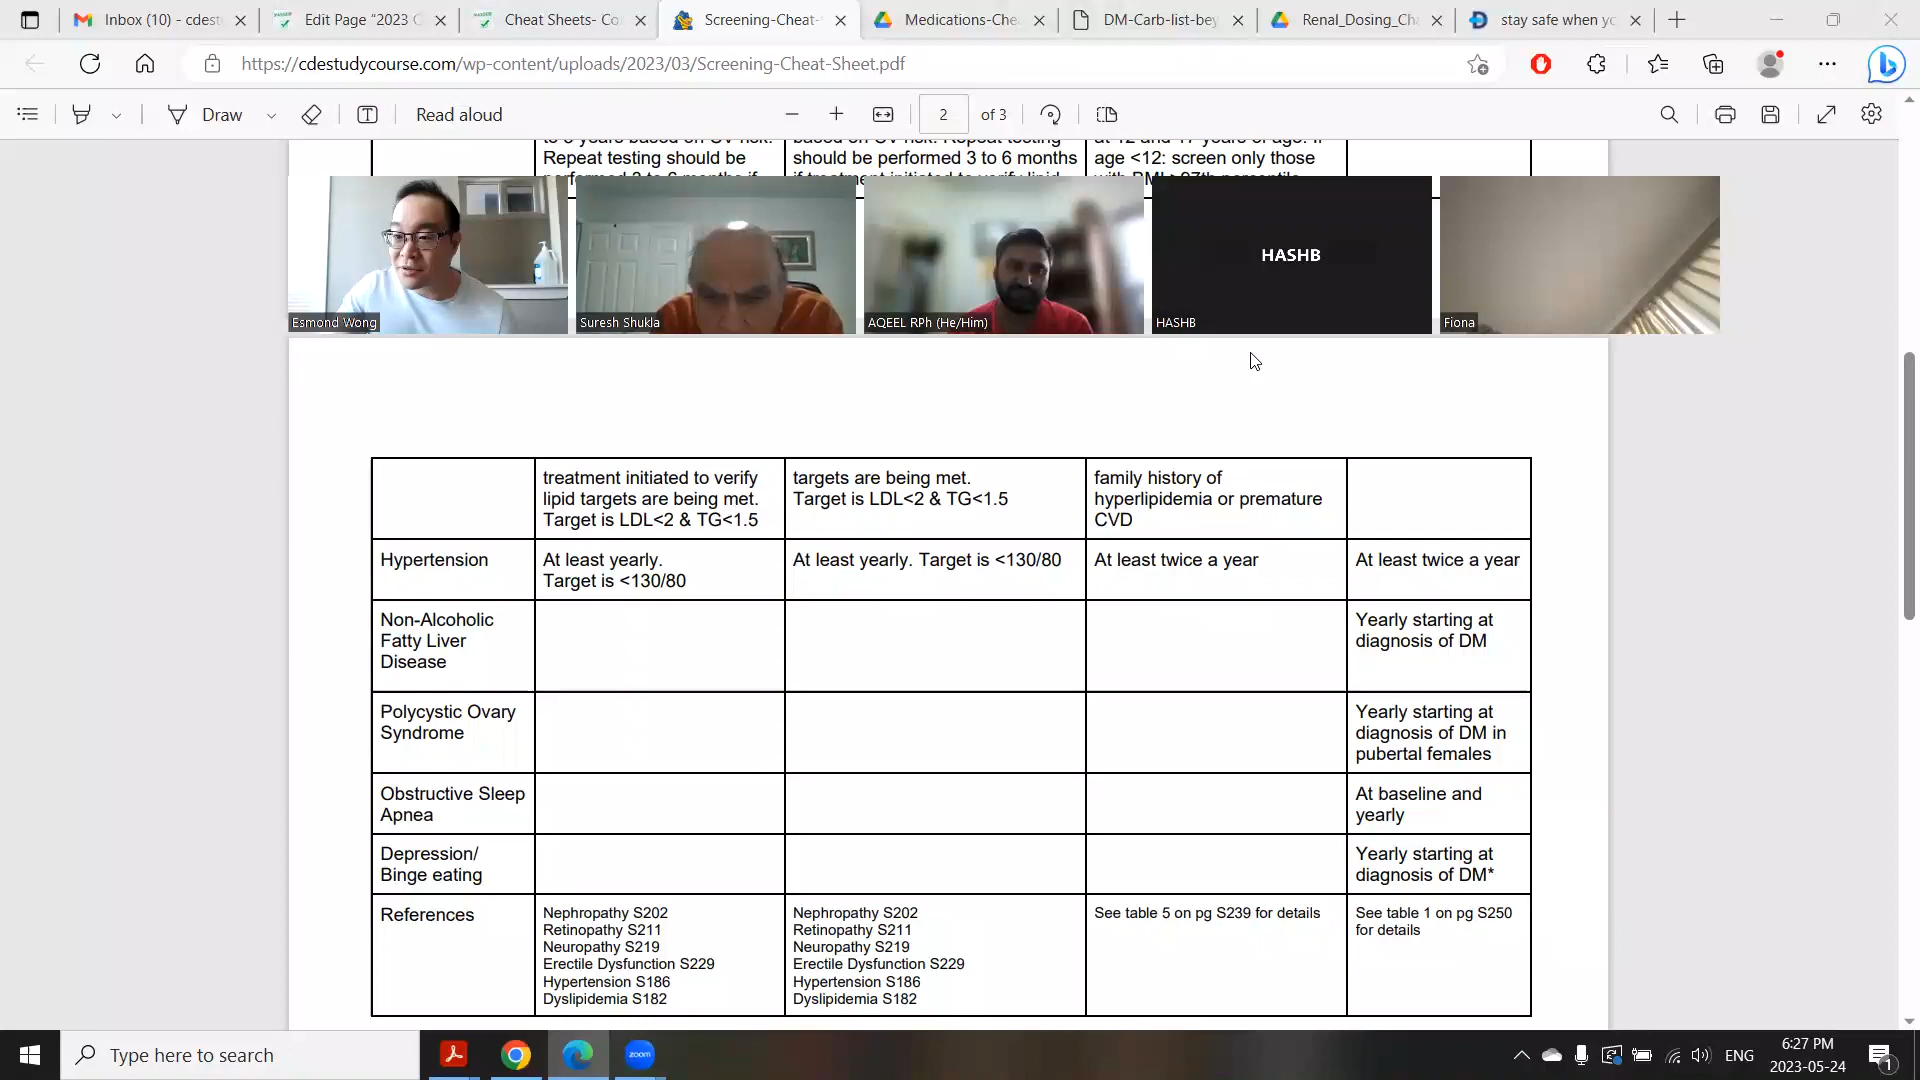 Inbox (10) - cdest
Edit Page "2023 C
Cheat Sheets- Co
Screening-Cheat-
Medications-Che
DM-Carb-list-bey
Renal_Dosing_Ch
stay safe when yo
https://cdestudycourse.com/wp-content/uploads/2023/03/Screening-Cheat-Sheet.pdf
Draw
Read aloud
2 of 3
Repeat testing should be
should be performed 3 to 6 months
age <12: screen only those
HASHB
Esmond Wong
Suresh Shukla
AQEEL RPh (He/Him)
HASHB
Fiona
treatment initiated to verify
lipid targets are being met.
Target is LDL<2 & TG<1.5
targets are being met.
Target is LDL<2 & TG<1.5
family history of
hyperlipidemia or premature
CVD
Hypertension
At least yearly.
Target is <130/80
At least yearly. Target is <130/80
At least twice a year
At least twice a year
Non-Alcoholic
Fatty Liver
Disease
Yearly starting at
diagnosis of DM
Polycystic Ovary
Syndrome
Yearly starting at
diagnosis of DM in
pubertal females
Obstructive Sleep
Apnea
At baseline and
yearly
Depression/
Binge eating
Yearly starting at
diagnosis of DM*
References
Nephropathy S202
Retinopathy S211
Neuropathy S219
Erectile Dysfunction S229
Hypertension S186
Dyslipidemia S182
Nephropathy S202
Retinopathy S211
Neuropathy S219
Erectile Dysfunction S229
Hypertension S186
Dyslipidemia S182
See table 5 on pg S239 for details
See table 1 on pg S250
for details
Type here to search
zoom
ENG
6:27 PM
2023-05-24
1